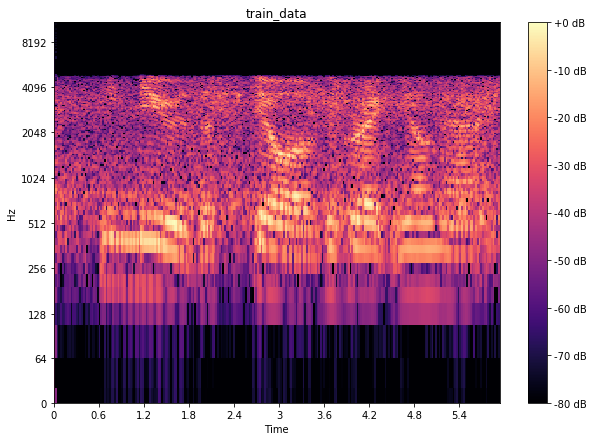 train_data
Hz
8192
4096
2048
1024
512
256
128
64
0
0 0.6 1.2 1.8 2.4 3 3.6 4.2 4.8 5.4
Time
+0 dB
-10 dB
-20 dB
-30 dB
-40 dB
-50 dB
-60 dB
-70 dB
-80 dB